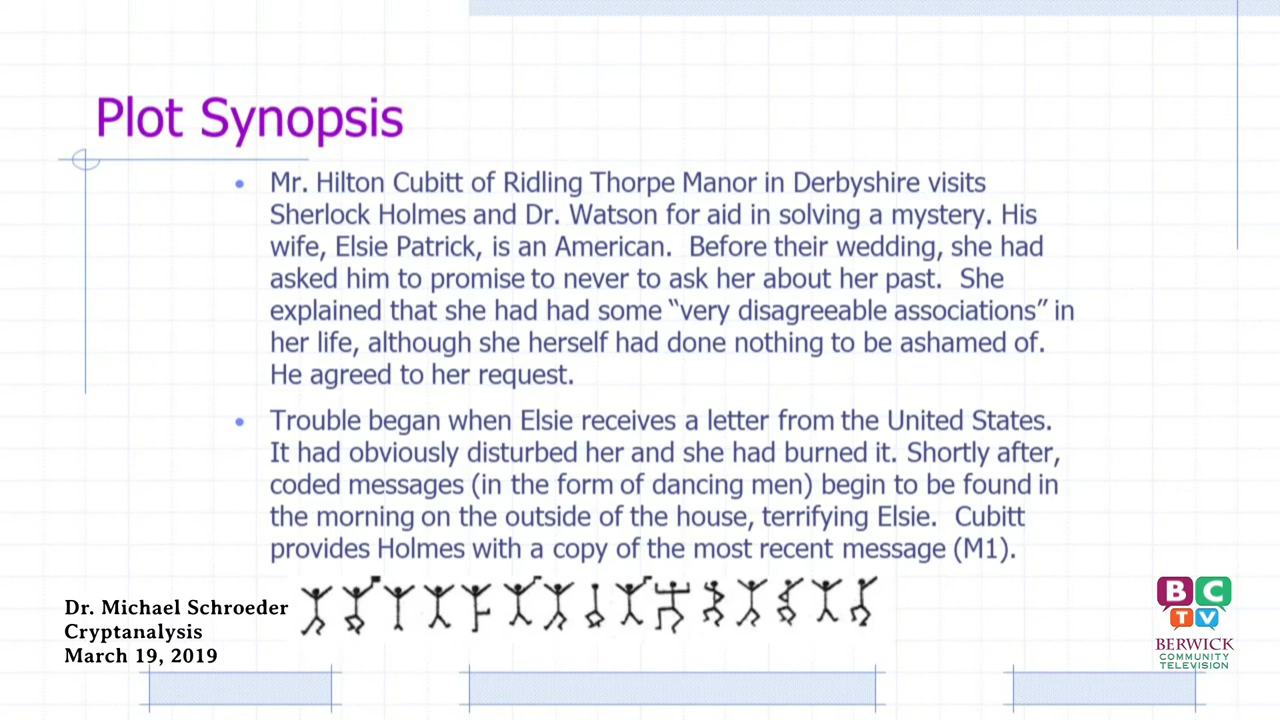 Plot Synopsis
Mr. Hilton Cubitt of Ridling Thorpe Manor in Derbyshire visits
Sherlock Holmes and Dr. Watson for aid in solving a mystery. His
wife, Elsie Patrick, is an American. Before their wedding, she had
asked him to promise to never to ask her about her past. She
explained that she had had some “very disagreeable associations” in
her life, although she herself had done nothing to be ashamed of.
He agreed to her request.
Trouble began when Elsie receives a letter from the United States.
It had obviously disturbed her and she had burned it. Shortly after,
coded messages (in the form of dancing men) begin to be found in
the morning on the outside of the house, terrifying Elsie. Cubitt
provides Holmes with a copy of the most recent message (M1).
Dr. Michael Schroeder
Cryptanalysis
March 19, 2019
BC
TV
BERWICK
COMMUNITY
TELEVISION